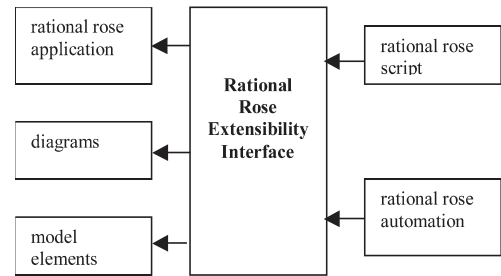 rational rose
application
diagrams
model
elements
Rational
Rose
Extensibility
Interface
rational rose
script
rational rose
automation